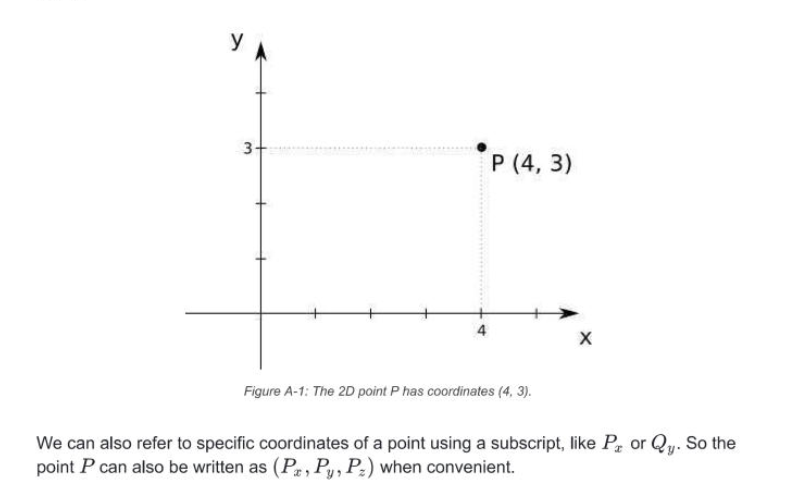 y
3
P (4, 3)
4
x
Figure A-1: The 2D point P has coordinates (4, 3).
We can also refer to specific coordinates of a point using a subscript, like Pₓ or Q_y. So the
point P can also be written as (Pₓ, P_y, P_z) when convenient.